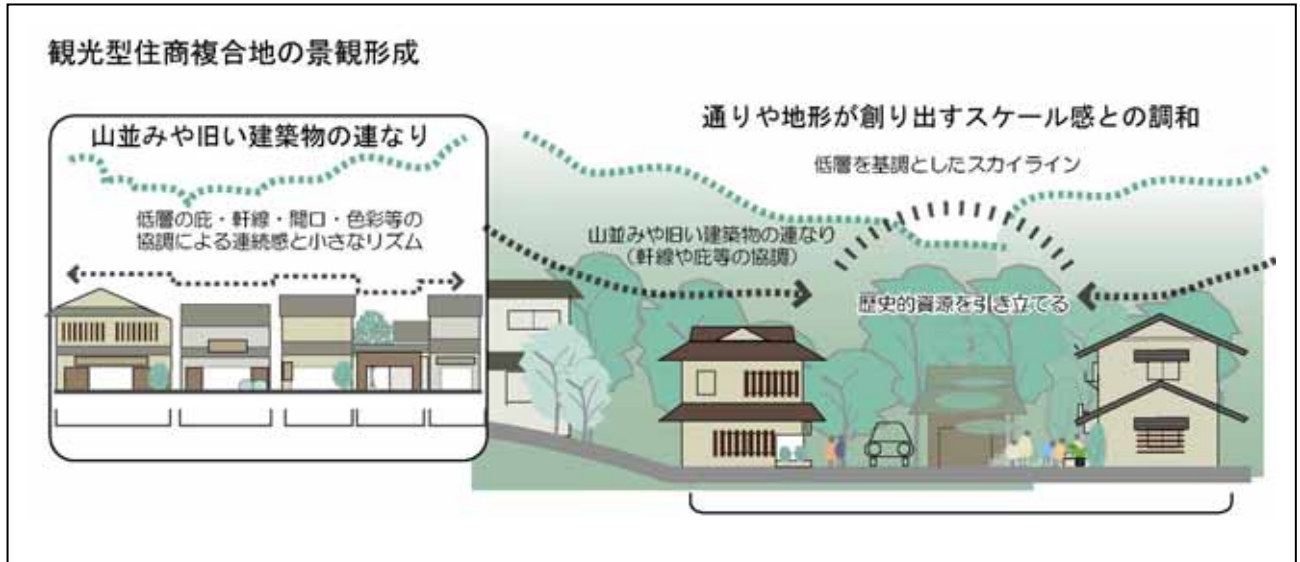 観光型住商複合地の景観形成
山並みや旧い建築物の連なり
低層の庇・軒線・開口・色彩等の
協調による連続感と小さなリズム
通りや地形が創り出すスケール感との調和
低層を基調としたスカイライン
山並みや旧い建築物の連なり
（軒線や庇等の協調）
歴史的資源を引き立てる